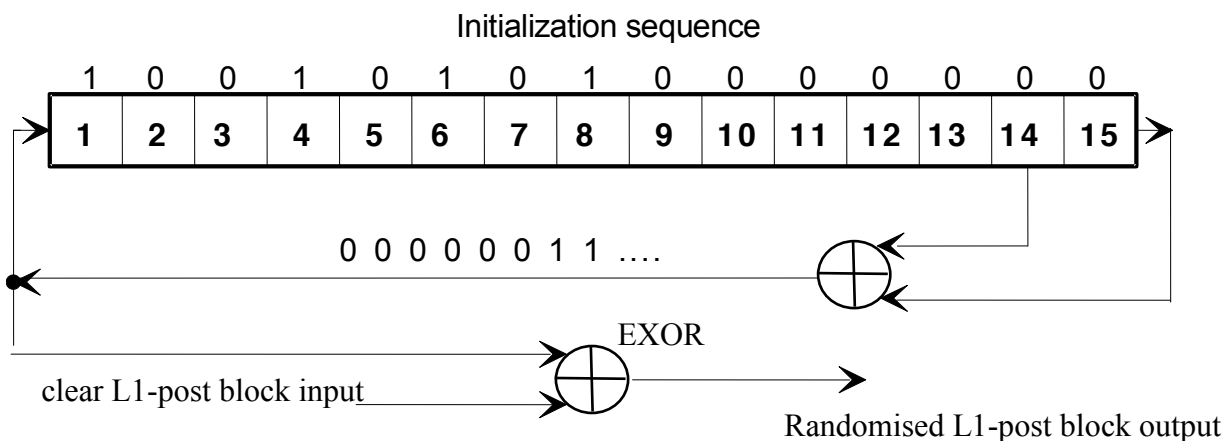 Initialization sequence
1 0 0 1 0 1 0 1 0 0 0 0 0 0 0
1 2 3 4 5 6 7 8 9 10 11 12 13 14 15
0 0 0 0 0 0 1 1 ....
EXOR
clear L1-post block input
Randomised L1-post block output